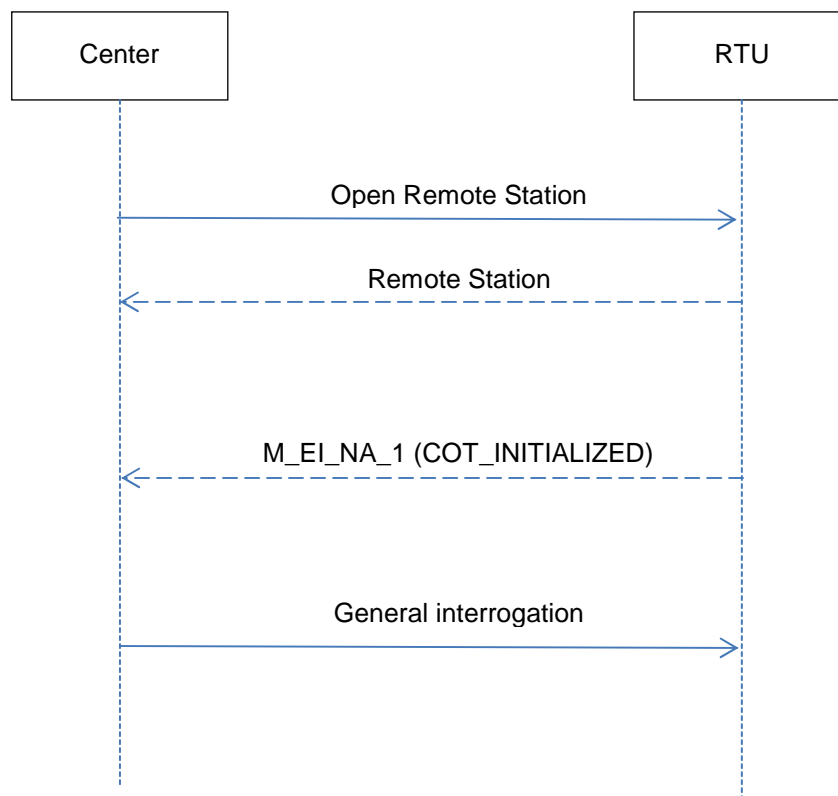 Center
RTU
Open Remote Station
Remote Station
M_EI_NA_1 (COT_INITIALIZED)
General interrogation